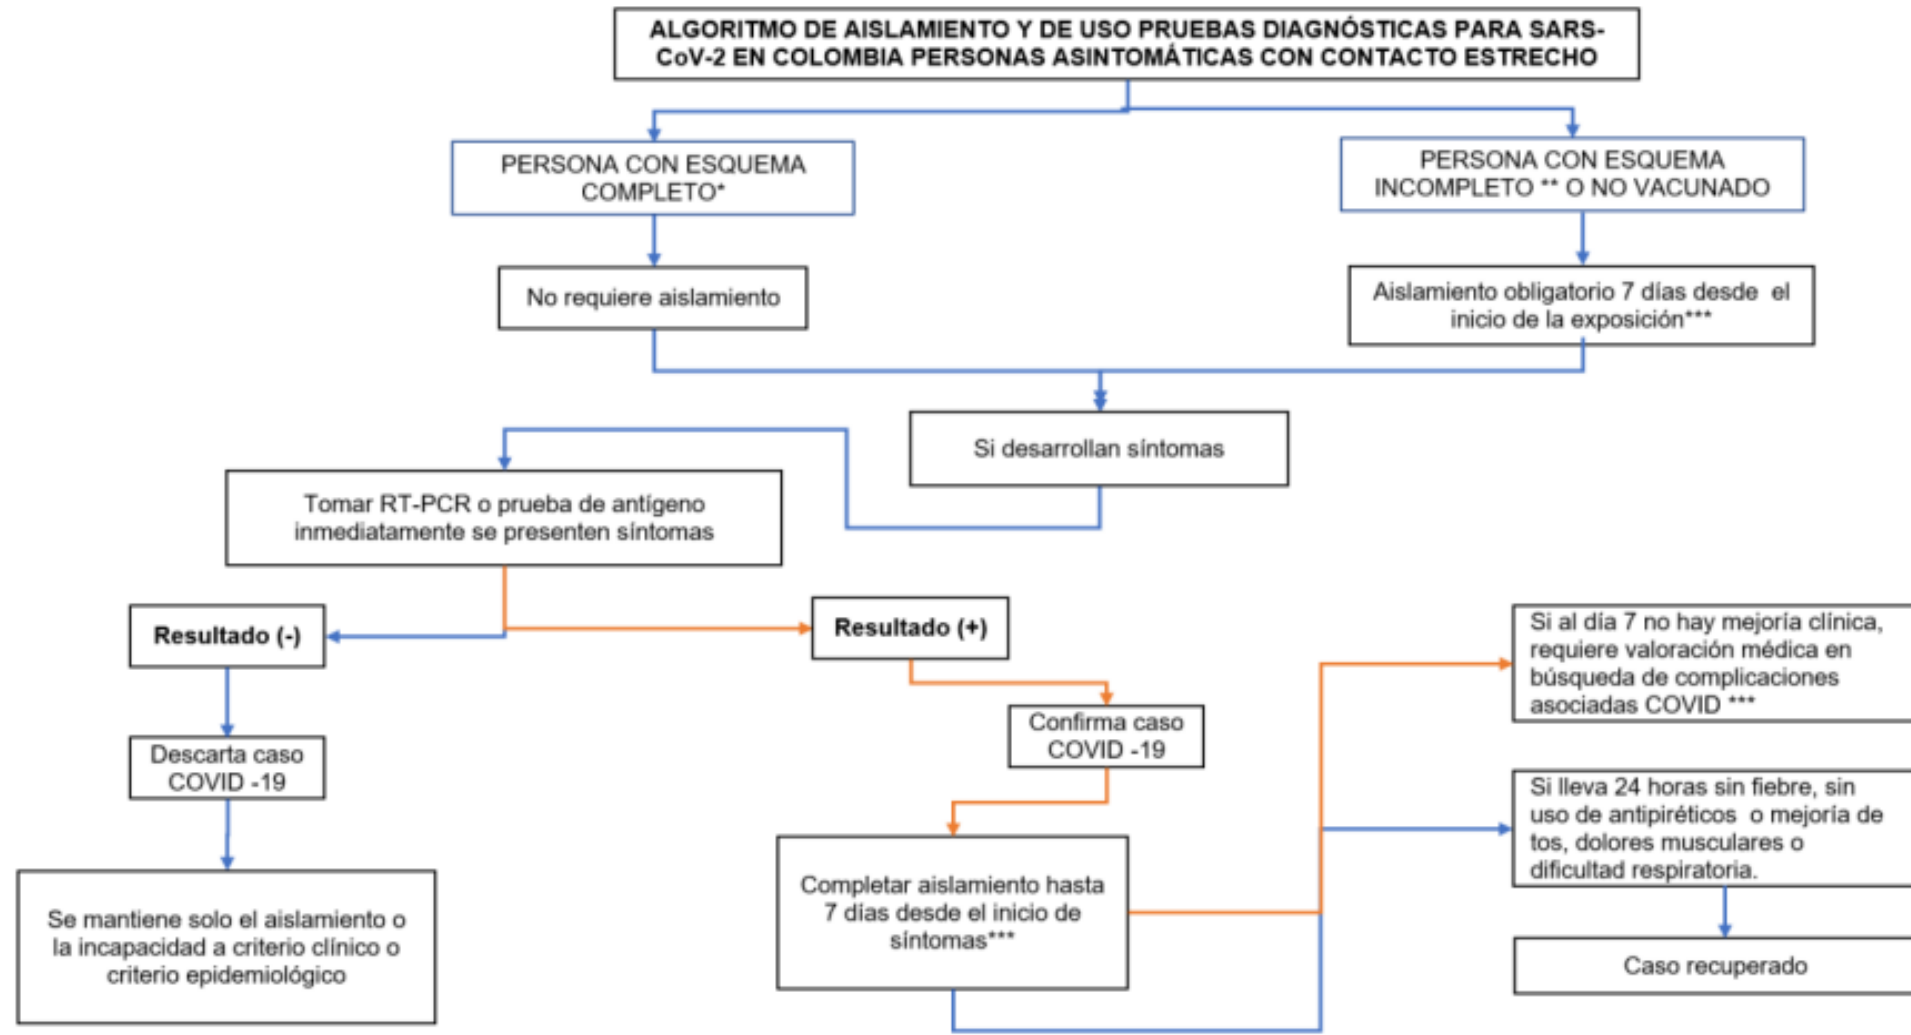 ALGORITMO DE AISLAMIENTO Y DE USO PRUEBAS DIAGNÓSTICAS PARA SARS-
CoV-2 EN COLOMBIA PERSONAS ASINTOMÁTICAS CON CONTACTO ESTRECHO
PERSONA CON ESQUEMA
COMPLETO*
PERSONA CON ESQUEMA
INCOMPLETO ** O NO VACUNADO
No requiere aislamiento
Aislamiento obligatorio 7 días desde el
inicio de la exposición***
Si desarrollan síntomas
Tomar RT-PCR o prueba de antígeno
inmediatamente se presenten síntomas
Resultado (-)
Resultado (+)
Descarta caso
COVID -19
Confirma caso
COVID -19
Se mantiene solo el aislamiento o
la incapacidad a criterio clínico o
criterio epidemiológico
Completar aislamiento hasta
7 días desde el inicio de
síntomas***
Si al día 7 no hay mejoría clínica,
requiere valoración médica en
búsqueda de complicaciones
asociadas COVID ***
Si lleva 24 horas sin fiebre, sin
uso de antipiréticos o mejoría de
tos, dolores musculares o
dificultad respiratoria.
Caso recuperado